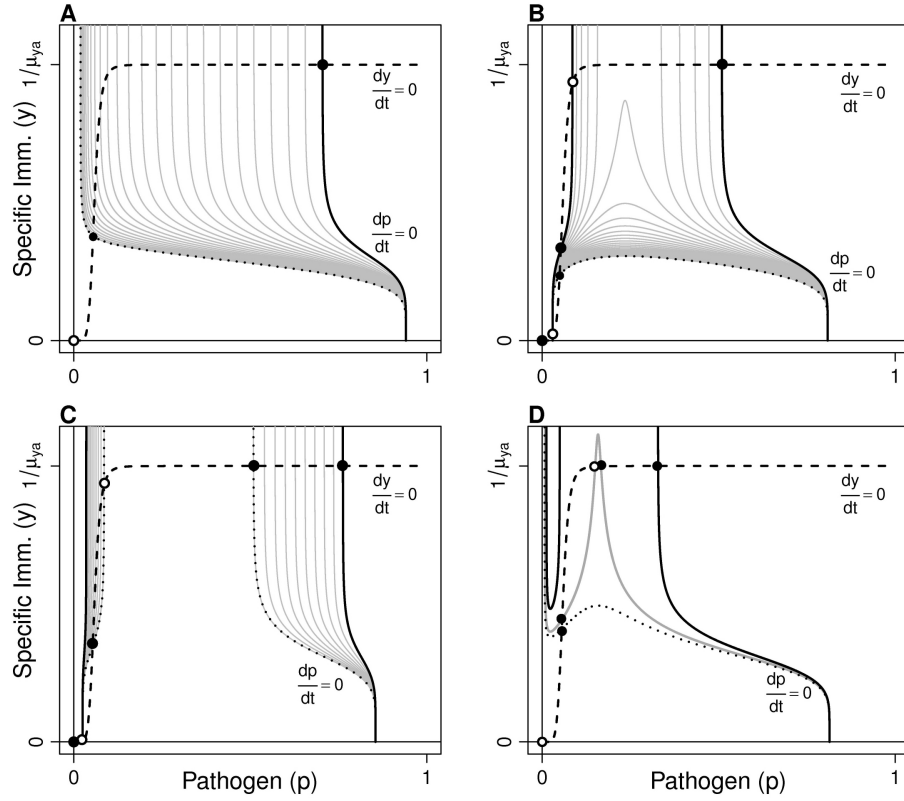 A
B
1/μya
1/μya
dy
dt = 0
dy
dt = 0
Specific Imm. (y)
dp
dt = 0
dp
dt = 0
0
0 1
0 1
C
D
1/μya
1/μya
dy
dt = 0
dy
dt = 0
Specific Imm. (y)
dp
dt = 0
dp
dt = 0
0
0 1
0 1
Pathogen (p)
Pathogen (p)